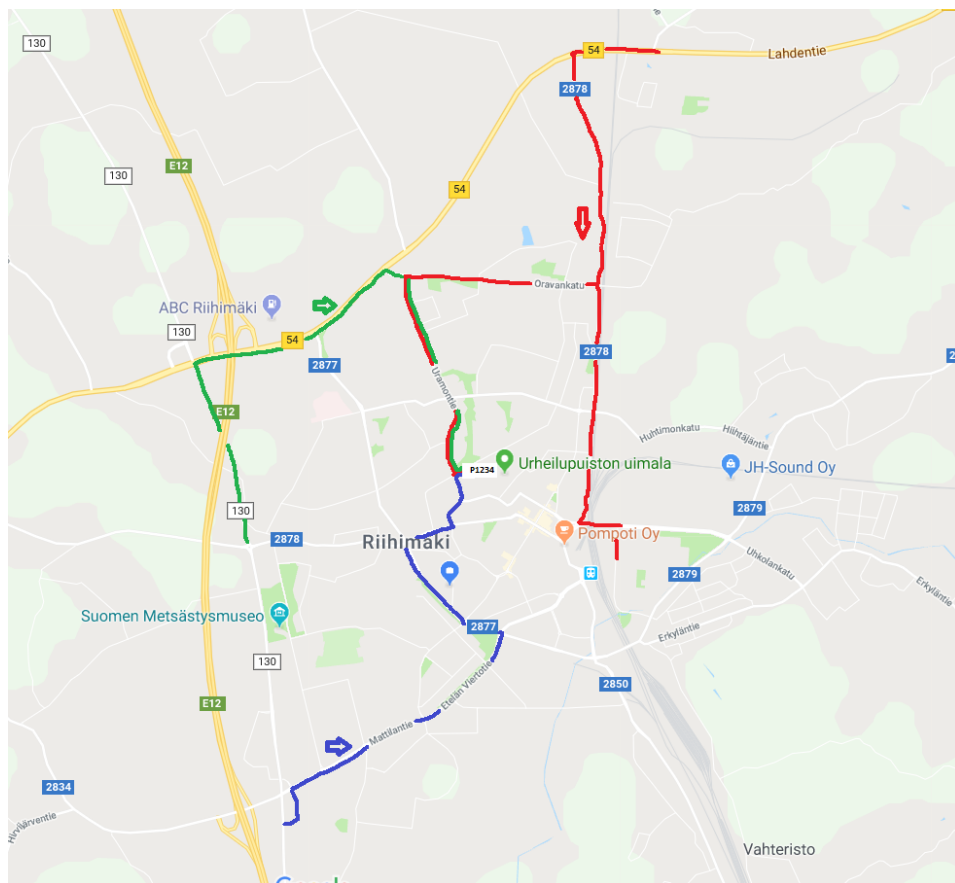 130
54
Lahdentie
2878
E12
130
54
ABC Riihimäki
Oravankatu
130
54
2877
2878
Uramontie
E12
Huhtimonkatu
Hiihtäjäntie
P1234
Urheilupuiston uimala
JH-Sound Oy
130
2879
2878
Riihimäki
Pompoti Oy
Uhkolankatu
2879
Erkyläntie
Suomen Metsästysmuseo
2877
Erkyläntie
130
2850
Etelän Viertotie
E12
Mattilantie
2834
Hirvijärventie
Vahteristo